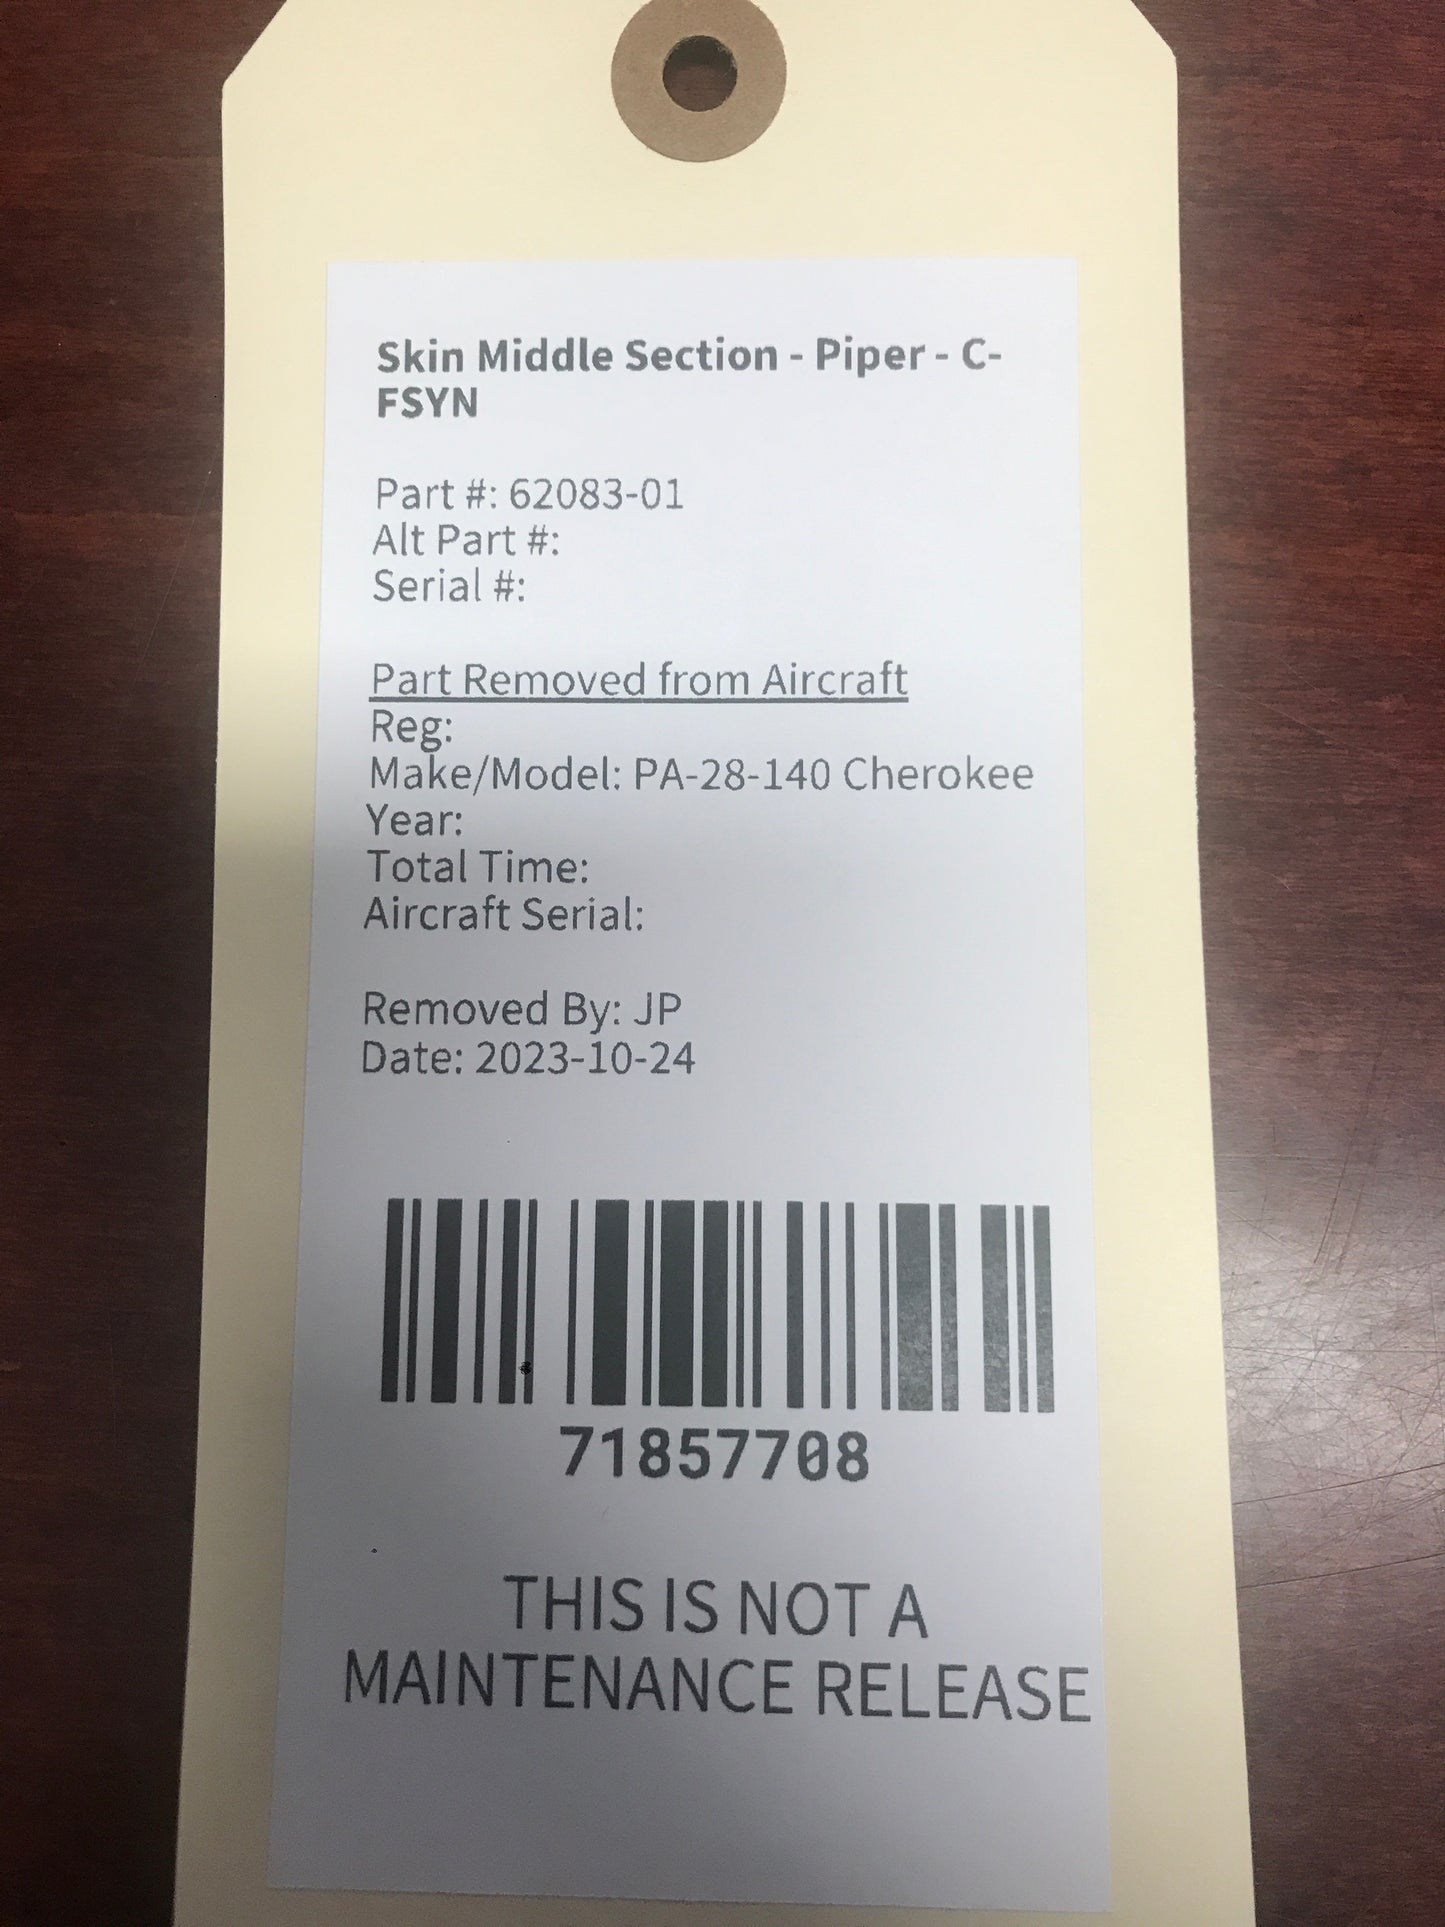 Skin Middle Section - Piper - C-
FSYN
Part #: 62083-01
Alt Part #:
Serial #:
Part Removed from Aircraft
Reg:
Make/Model: PA-28-140 Cherokee
Year:
Total Time:
Aircraft Serial:
Removed By: JP
Date: 2023-10-24
71857708
THIS IS NOT A
MAINTENANCE RELEASE